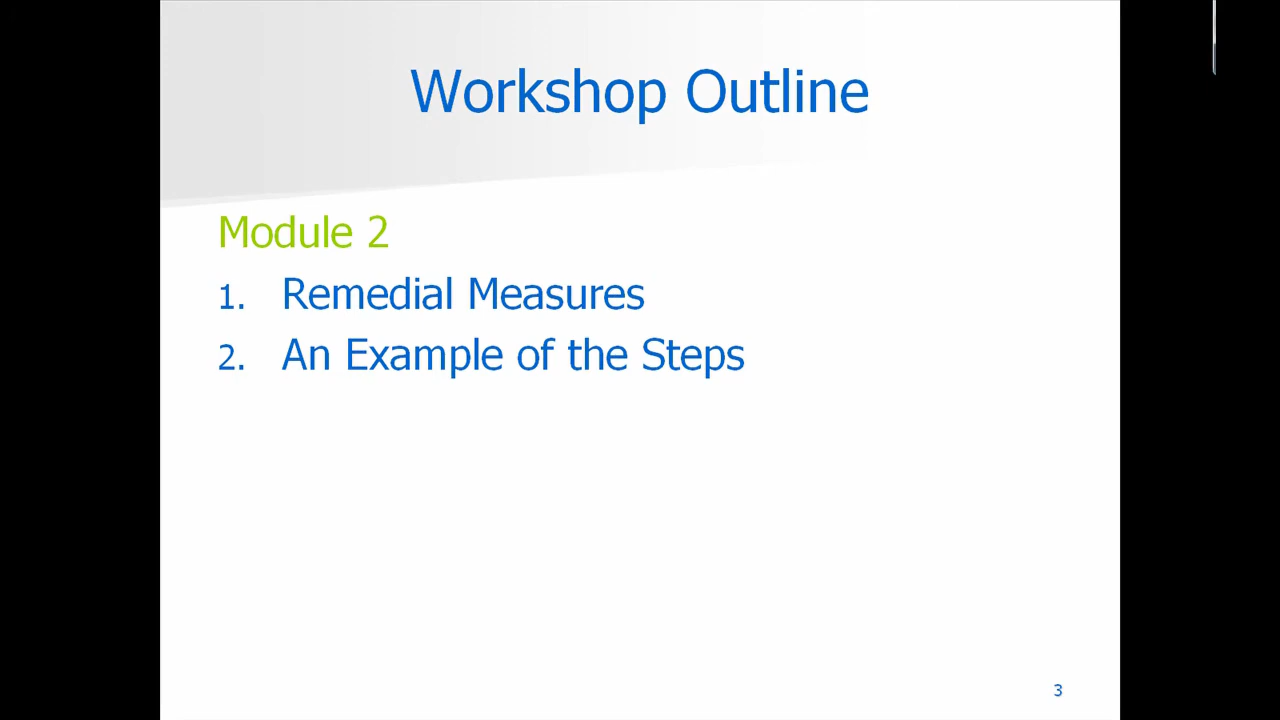 Workshop Outline
Module 2
1. Remedial Measures
2. An Example of the Steps
3